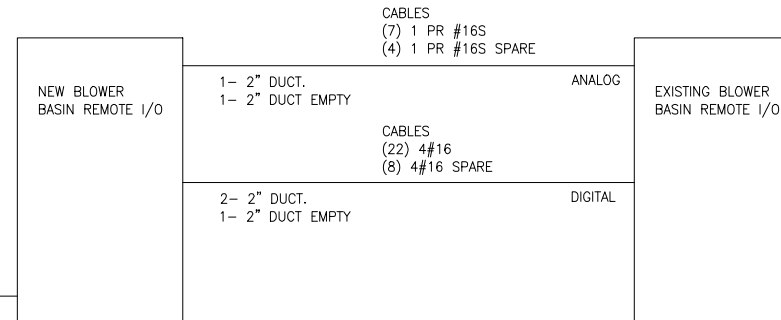 CABLES
(7) 1 PR #16S
(4) 1 PR #16S SPARE
NEW BLOWER
BASIN REMOTE I/O
1– 2" DUCT.
1– 2" DUCT EMPTY
ANALOG
EXISTING BLOWER
BASIN REMOTE I/O
CABLES
(22) 4#16
(8) 4#16 SPARE
2– 2" DUCT.
1– 2" DUCT EMPTY
DIGITAL